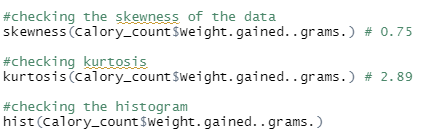 #checking the skewness of the data
skewness(Calory_count$Weight.gained..grams.) # 0.75
#checking kurtosis
kurtosis(Calory_count$Weight.gained..grams.) # 2.89
#checking the histogram
hist(Calory_count$Weight.gained..grams.)